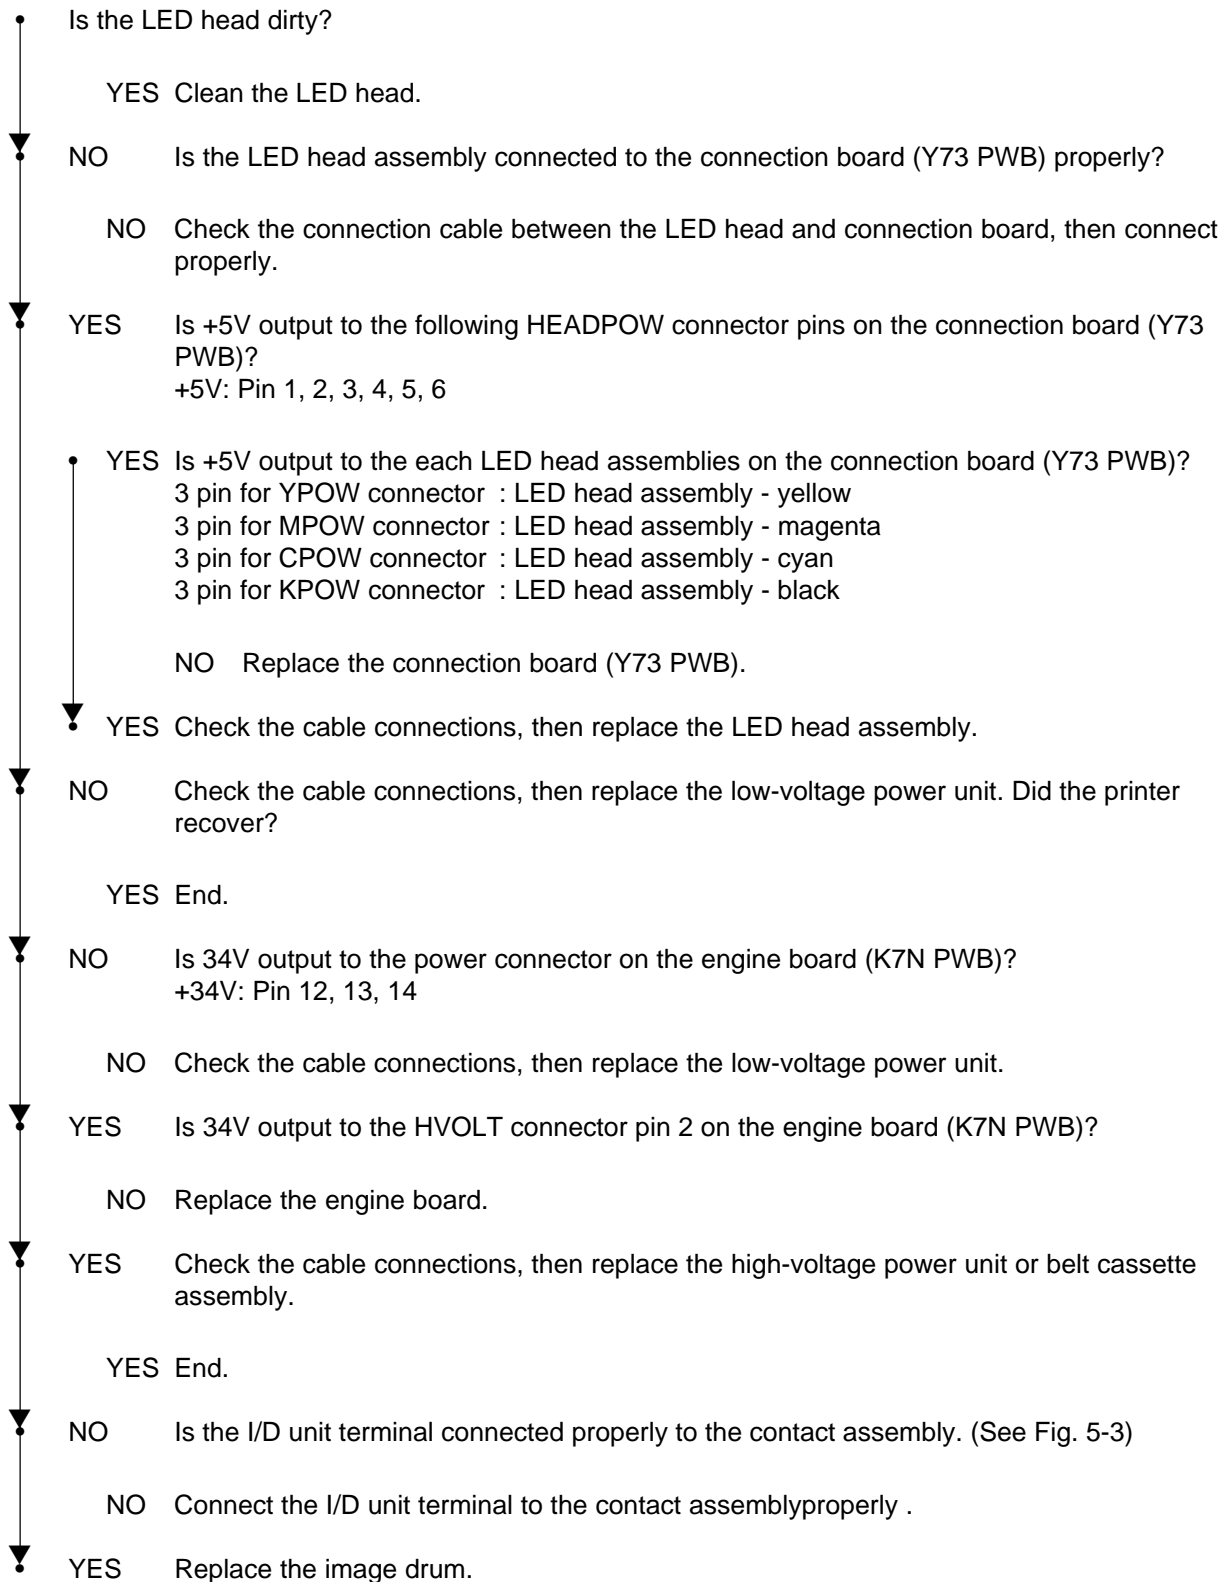 Is the LED head dirty?
YES Clean the LED head.
NO Is the LED head assembly connected to the connection board (Y73 PWB) properly?
NO Check the connection cable between the LED head and connection board, then connect
properly.
YES Is +5V output to the following HEADPOW connector pins on the connection board (Y73
PWB)?
+5V: Pin 1, 2, 3, 4, 5, 6
YES Is +5V output to the each LED head assemblies on the connection board (Y73 PWB)?
3 pin for YPOW connector : LED head assembly - yellow
3 pin for MPOW connector : LED head assembly - magenta
3 pin for CPOW connector : LED head assembly - cyan
3 pin for KPOW connector : LED head assembly - black
NO Replace the connection board (Y73 PWB).
YES Check the cable connections, then replace the LED head assembly.
NO Check the cable connections, then replace the low-voltage power unit. Did the printer
recover?
YES End.
NO Is 34V output to the power connector on the engine board (K7N PWB)?
+34V: Pin 12, 13, 14
NO Check the cable connections, then replace the low-voltage power unit.
YES Is 34V output to the HVOLT connector pin 2 on the engine board (K7N PWB)?
NO Replace the engine board.
YES Check the cable connections, then replace the high-voltage power unit or belt cassette
assembly.
YES End.
NO Is the I/D unit terminal connected properly to the contact assembly. (See Fig. 5-3)
NO Connect the I/D unit terminal to the contact assemblyproperly .
YES Replace the image drum.